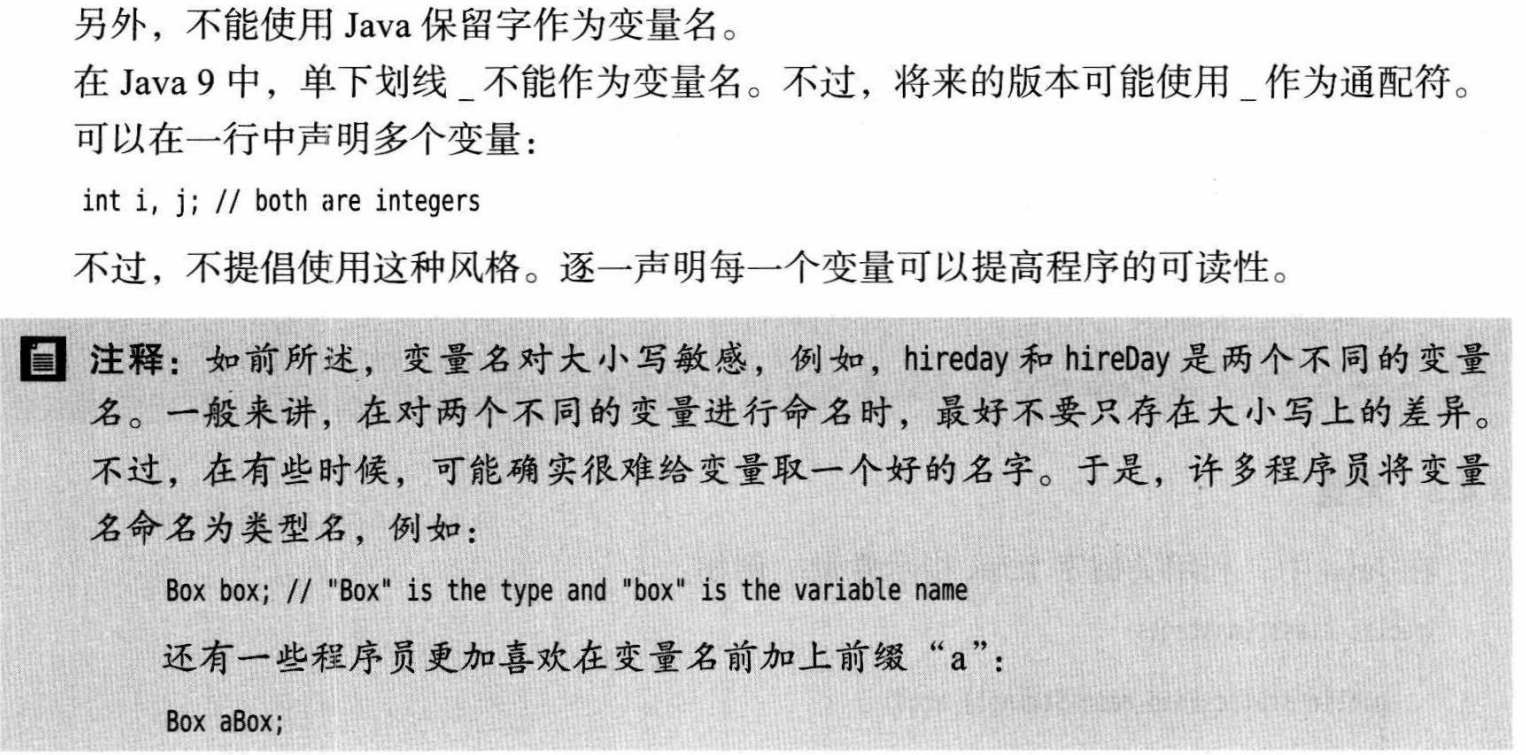 另外，不能使用 Java 保留字作为变量名。
在 Java 9 中，单下划线 _ 不能作为变量名。不过，将来的版本可能使用 _ 作为通配符。
可以在一行中声明多个变量：
int i, j; // both are integers
不过，不提倡使用这种风格。逐一声明每一个变量可以提高程序的可读性。
注释：如前所述，变量名对大小写敏感，例如，hireday 和 hireDay 是两个不同的变量
名。一般来讲，在对两个不同的变量进行命名时，最好不要只存在大小写上的差异。
不过，在有些时候，可能确实很难给变量取一个好的名字。于是，许多程序员将变量
名命名为类型名，例如：
Box box; // "Box" is the type and "box" is the variable name
还有一些程序员更加喜欢在变量名前加上前缀“a”：
Box aBox;